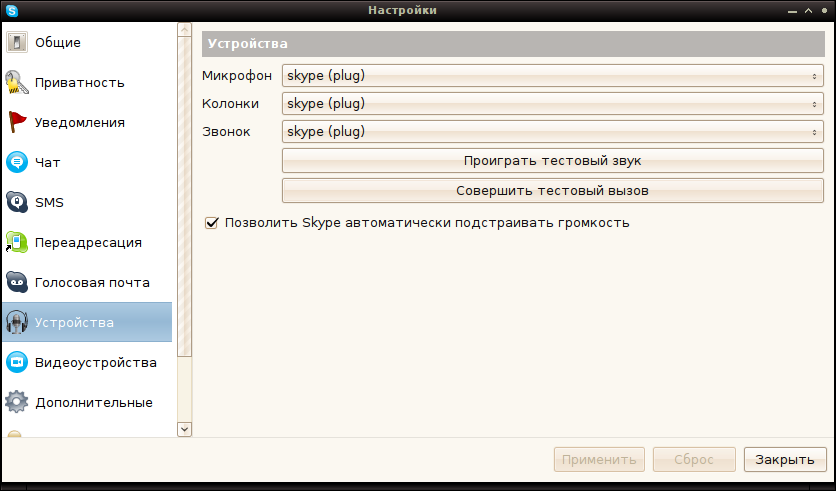 Настройки
Общие
Приватность
Уведомления
Чат
SMS
Переадресация
Голосовая почта
Устройства
Видеоустройства
Дополнительные
Устройства
Микрофон skype (plug)
Колонки skype (plug)
Звонок skype (plug)
Проиграть тестовый звук
Совершить тестовый вызов
Позволить Skype автоматически подстраивать громкость
Применить Сброс Закрыть